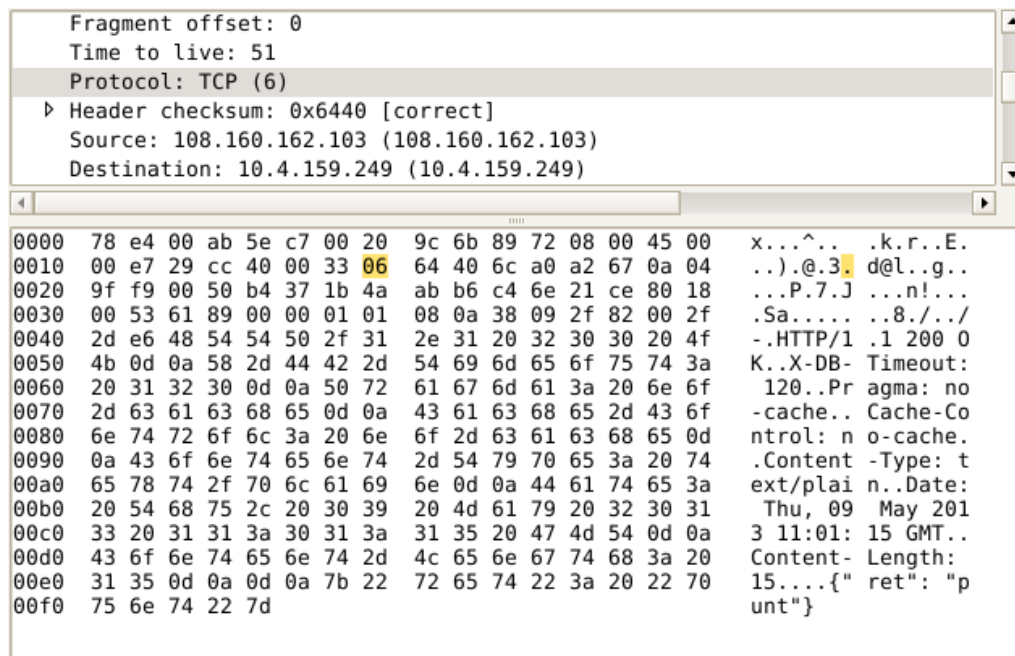 Fragment offset: 0
Time to live: 51
Protocol: TCP (6)
Header checksum: 0x6440 [correct]
Source: 108.160.162.103 (108.160.162.103)
Destination: 10.4.159.249 (10.4.159.249)
0000  78 e4 00 ab 5e c7 00 20  9c 6b 89 72 08 00 45 00   x...^..  .k.r..E.
0010  00 e7 29 cc 40 00 33 06  64 40 6c a0 a2 67 0a 04   ..).@.3. d@l..g..
0020  9f f9 00 50 b4 37 1b 4a  ab b6 c4 6e 21 ce 80 18   ...P.7.J ...n!...
0030  00 53 61 89 00 00 01 01  08 0a 38 09 2f 82 00 2f   .Sa..... ..8./../
0040  2d e6 48 54 54 50 2f 31  2e 31 20 32 30 30 20 4f   -.HTTP/1 .1 200 O
0050  4b 0d 0a 58 2d 44 42 2d  54 69 6d 65 6f 75 74 3a   K..X-DB- Timeout:
0060  20 31 32 30 0d 0a 50 72  61 67 6d 61 3a 20 6e 6f    120..Pr agma: no
0070  2d 63 61 63 68 65 0d 0a  43 61 63 68 65 2d 43 6f   -cache.. Cache-Co
0080  6e 74 72 6f 6c 3a 20 6e  6f 2d 63 61 63 68 65 0d   ntrol: n o-cache.
0090  0a 43 6f 6e 74 65 6e 74  2d 54 79 70 65 3a 20 74   .Content -Type: t
00a0  65 78 74 2f 70 6c 61 69  6e 0d 0a 44 61 74 65 3a   ext/plai n..Date:
00b0  20 54 68 75 2c 20 30 39  20 4d 61 79 20 32 30 31    Thu, 09  May 201
00c0  33 20 31 31 3a 30 31 3a  31 35 20 47 4d 54 0d 0a   3 11:01: 15 GMT..
00d0  43 6f 6e 74 65 6e 74 2d  4c 65 6e 67 74 68 3a 20   Content- Length:
00e0  31 35 0d 0a 0d 0a 7b 22  72 65 74 22 3a 20 22 70   15....{" ret": "p
00f0  75 6e 74 22 7d   unt"}